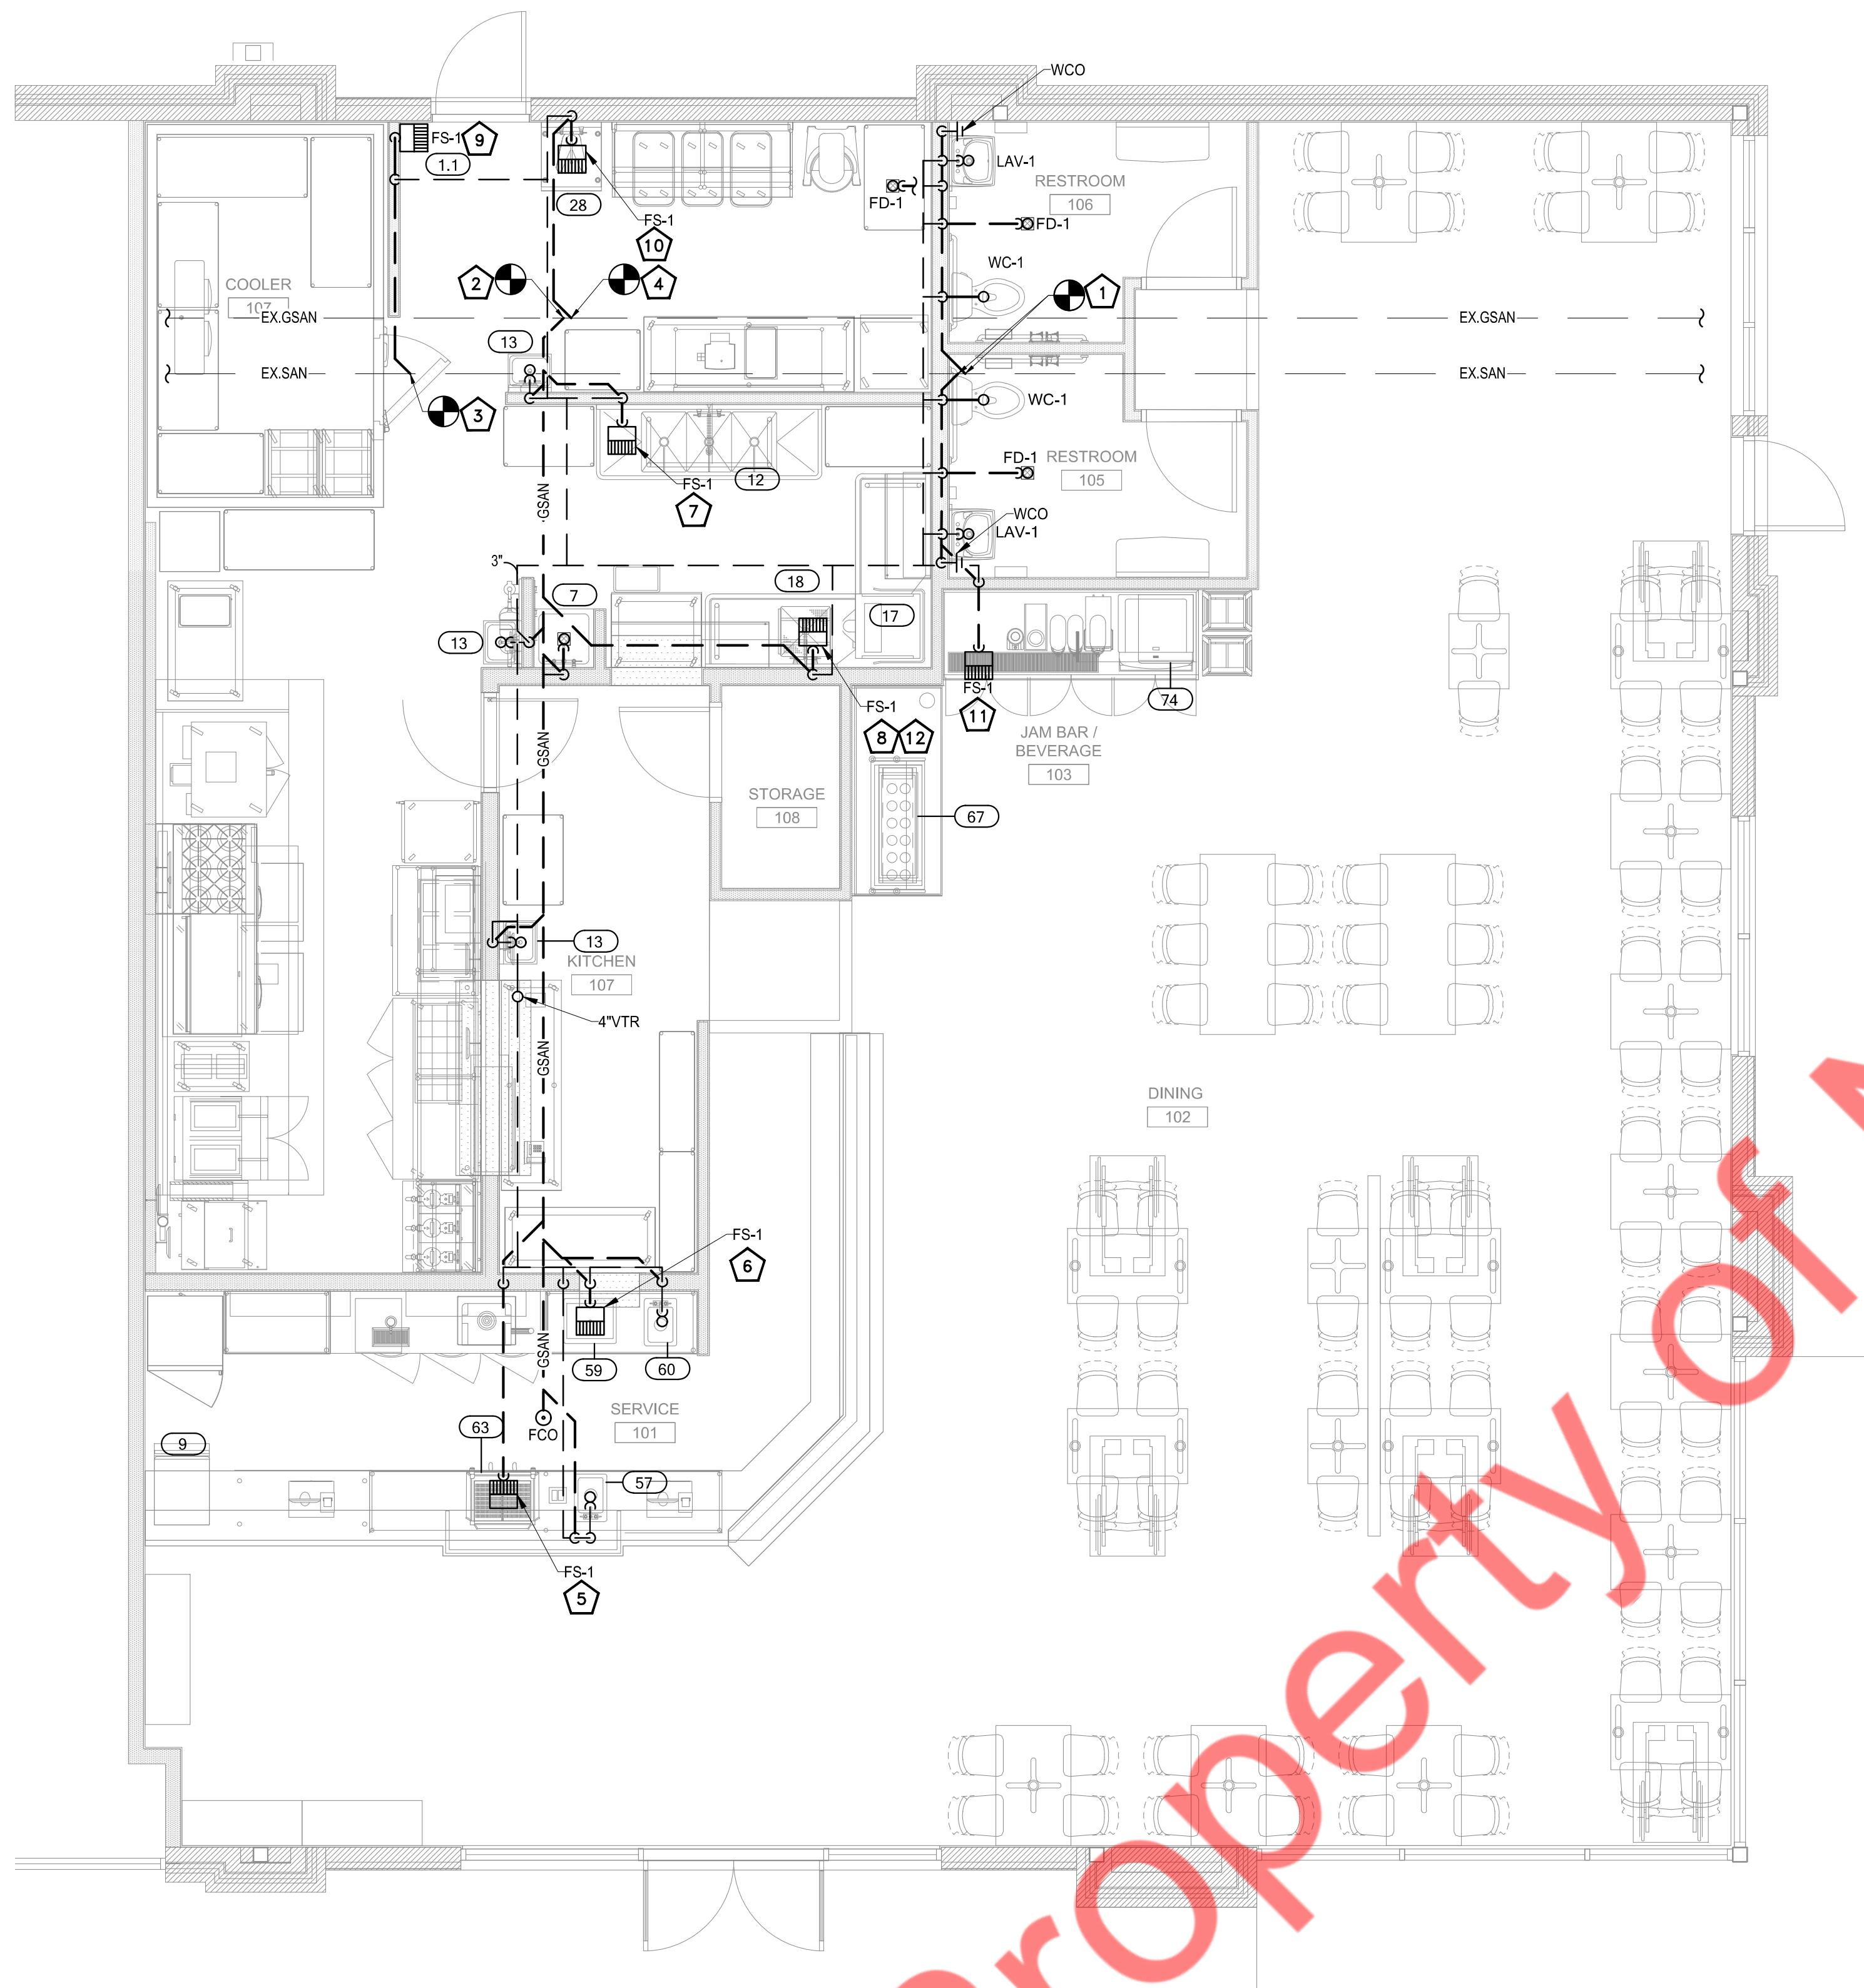 WCO
FS-1
9
1.1
LAV-1
RESTROOM
106
FD-1
28
FS-1
10
FD-1
WC-1
COOLER
107
2
4
1
EX.GSAN
EX.GSAN
13
EX.SAN
EX.SAN
3
WC-1
FD-1
RESTROOM
105
12
FS-1
7
GSAN
WCO
LAV-1
3"
18
7
17
13
FS-1
11
74
FS-1
8
12
GSAN
JAM BAR /
BEVERAGE
103
STORAGE
108
67
13
KITCHEN
107
4"VTR
GSAN
DINING
102
FS-1
6
GSAN
59
60
SERVICE
101
63
FCO
9
57
FS-1
5
Property of